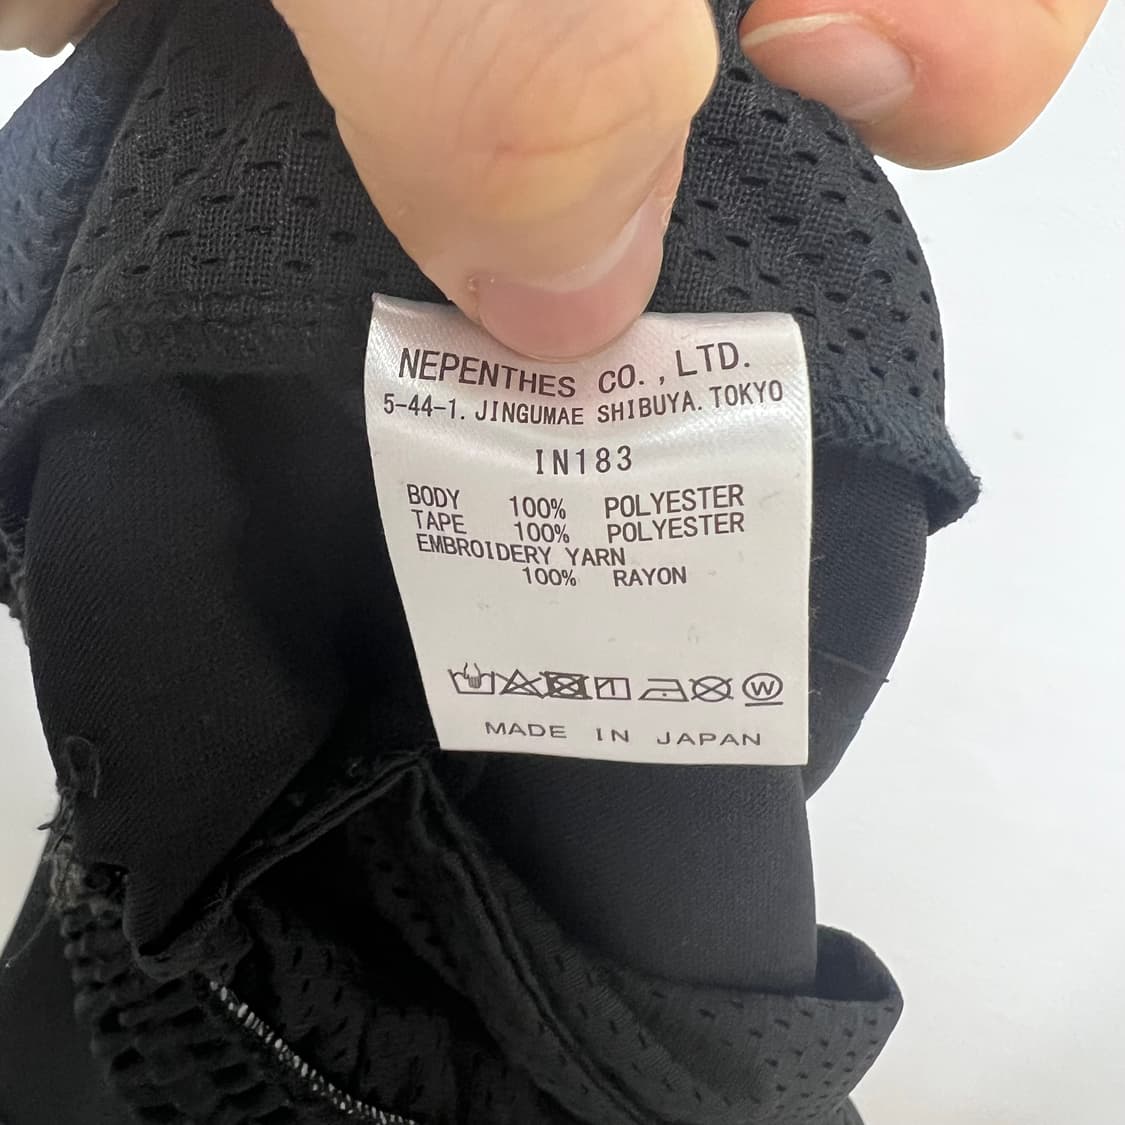 NEPENTHES CO., LTD.
5-44-1. JINGUMAE SHIBUYA. TOKYO
IN183
BODY 100% POLYESTER
TAPE 100% POLYESTER
EMBROIDERY YARN
100% RAYON
W
MADE IN JAPAN